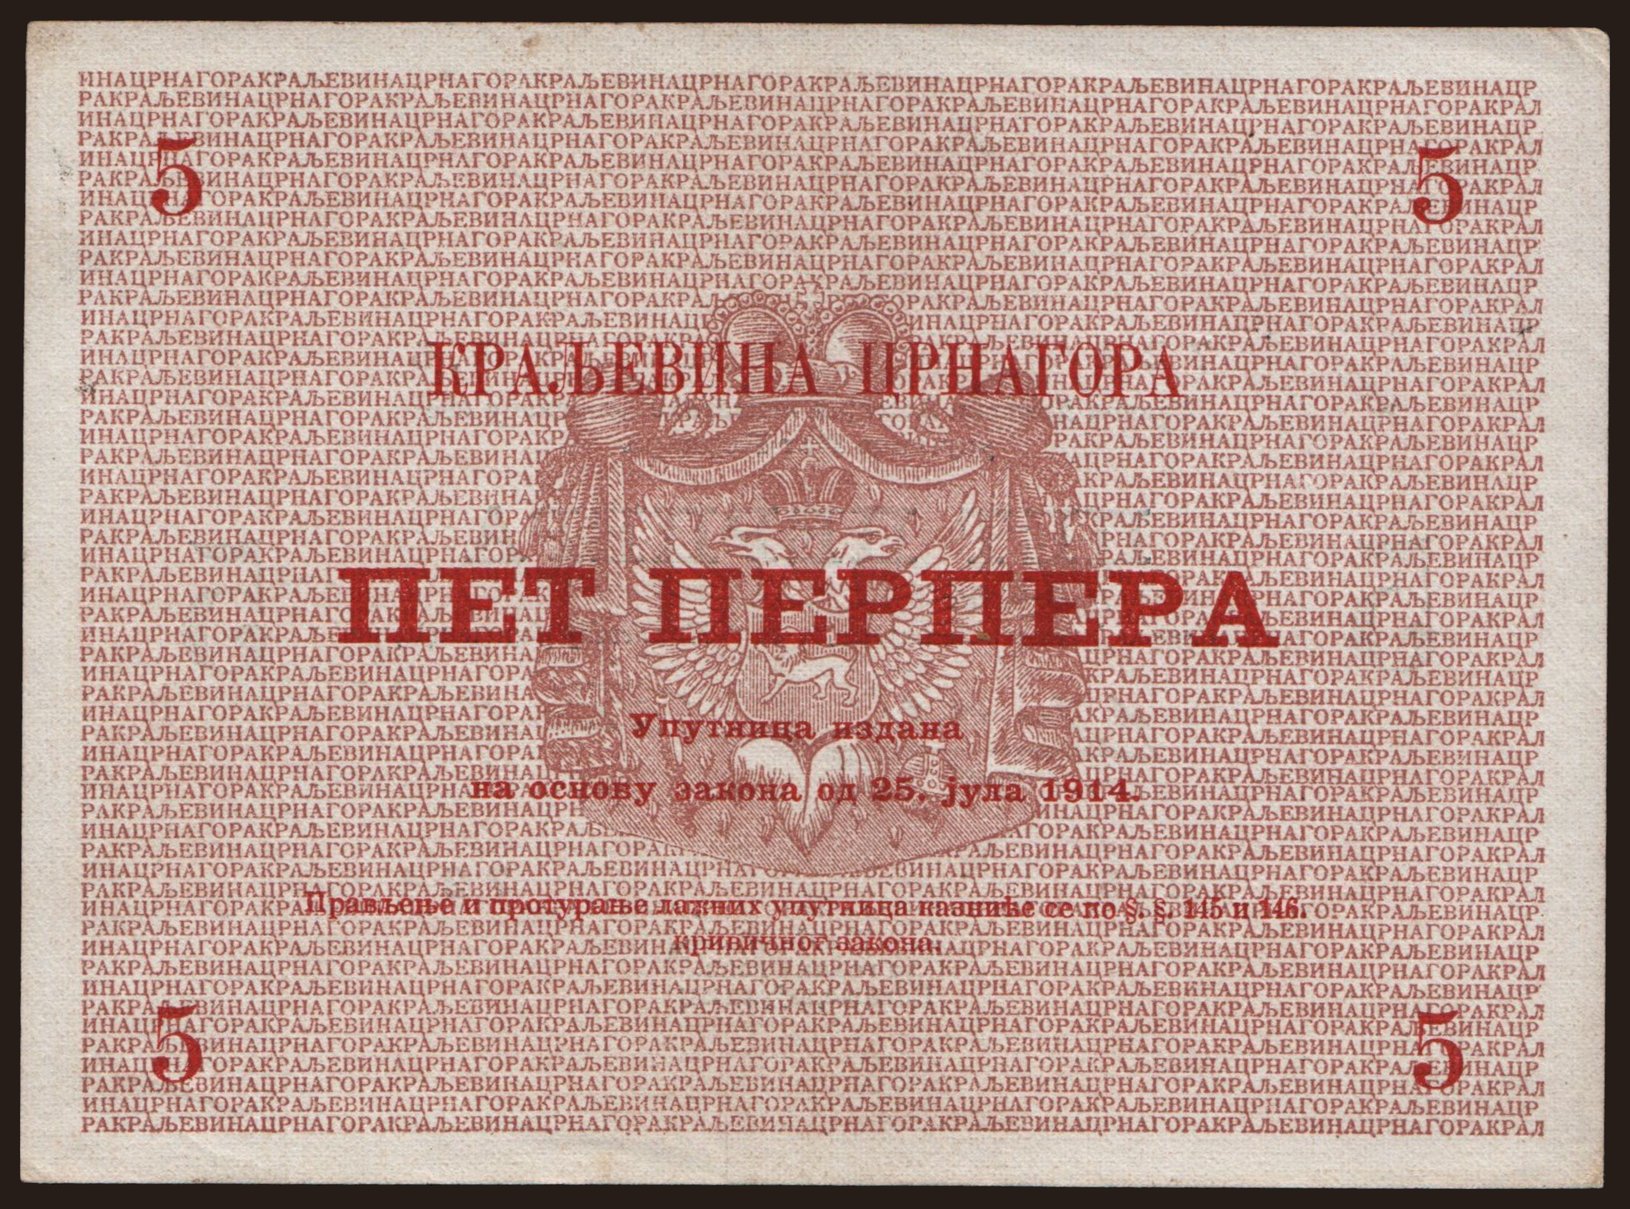 5 5
КРАЉЕВИНА ЦРНАГОРА
ПЕТ ПЕРПЕРА
Упутница издана
на основу закона од 25. јула 1914.
Прављење и протурање лажних упутница казниће се по §. §. 145 и 146.
кривичног закона.
5 5